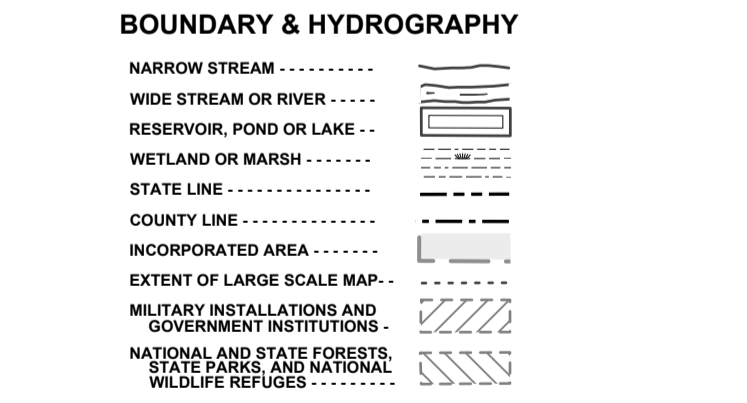 BOUNDARY & HYDROGRAPHY
NARROW STREAM - - - - - - - - - -
WIDE STREAM OR RIVER - - - - -
RESERVOIR, POND OR LAKE - -
WETLAND OR MARSH - - - - - - -
STATE LINE - - - - - - - - - - - - - - -
COUNTY LINE - - - - - - - - - - - - - -
INCORPORATED AREA - - - - - - -
EXTENT OF LARGE SCALE MAP- -
MILITARY INSTALLATIONS AND
GOVERNMENT INSTITUTIONS -
NATIONAL AND STATE FORESTS,
STATE PARKS, AND NATIONAL
WILDLIFE REFUGES - - - - - - - - -